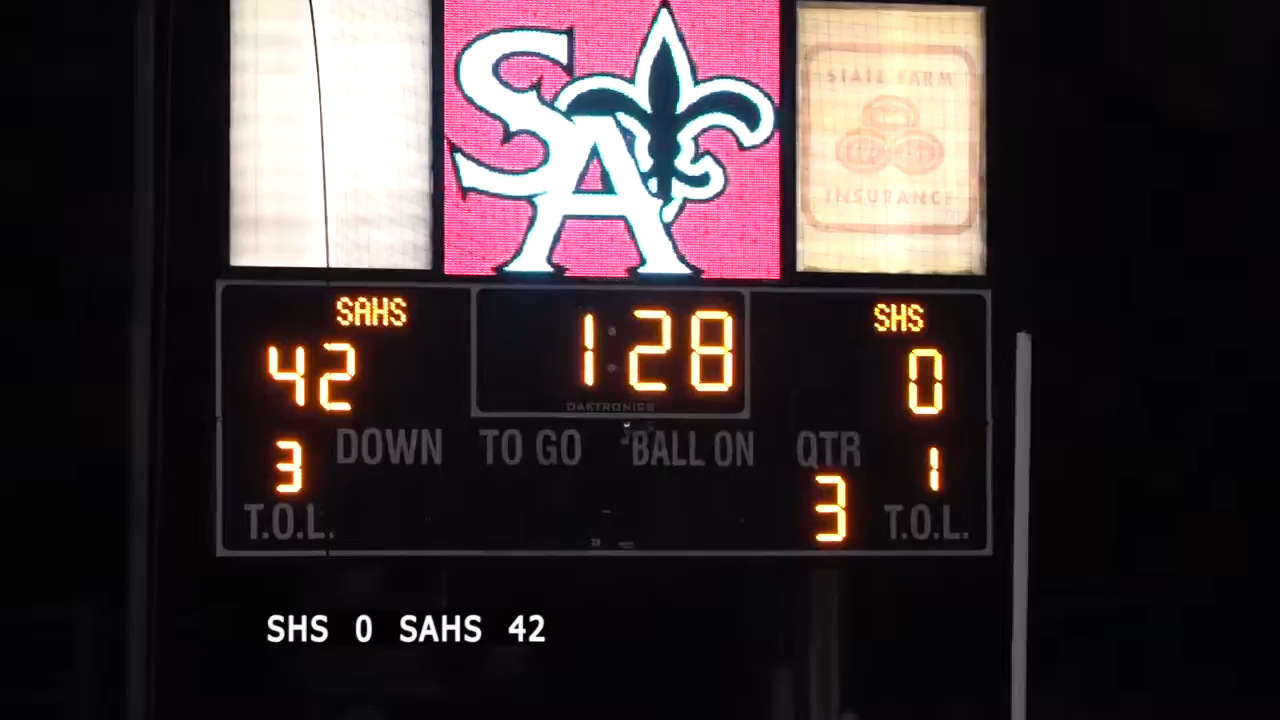 SA
STATE FARM
INSURANCE
SAHS
1:28
SHS
42
0
DAKTRONICS
3
DOWN
TO GO
BALL ON
QTR
1
3
T.O.L.
T.O.L.
SHS 0 SAHS 42